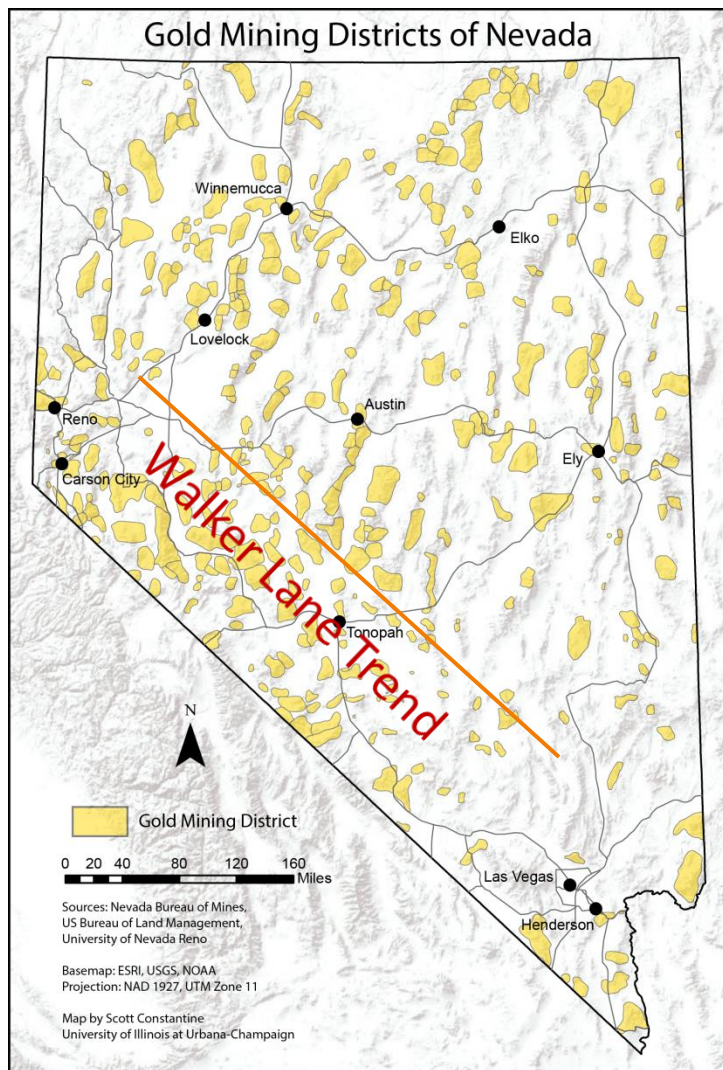 Gold Mining Districts of Nevada
Winnemucca
Elko
Lovelock
Austin
Reno
Ely
Carson City
Walker Lane Trend
Tonopah
N
Gold Mining District
0 20 40 80 120 160
Miles
Las Vegas
Henderson
Sources: Nevada Bureau of Mines,
US Bureau of Land Management,
University of Nevada Reno
Basemap: ESRI, USGS, NOAA
Projection: NAD 1927, UTM Zone 11
Map by Scott Constantine
University of Illinois at Urbana-Champaign